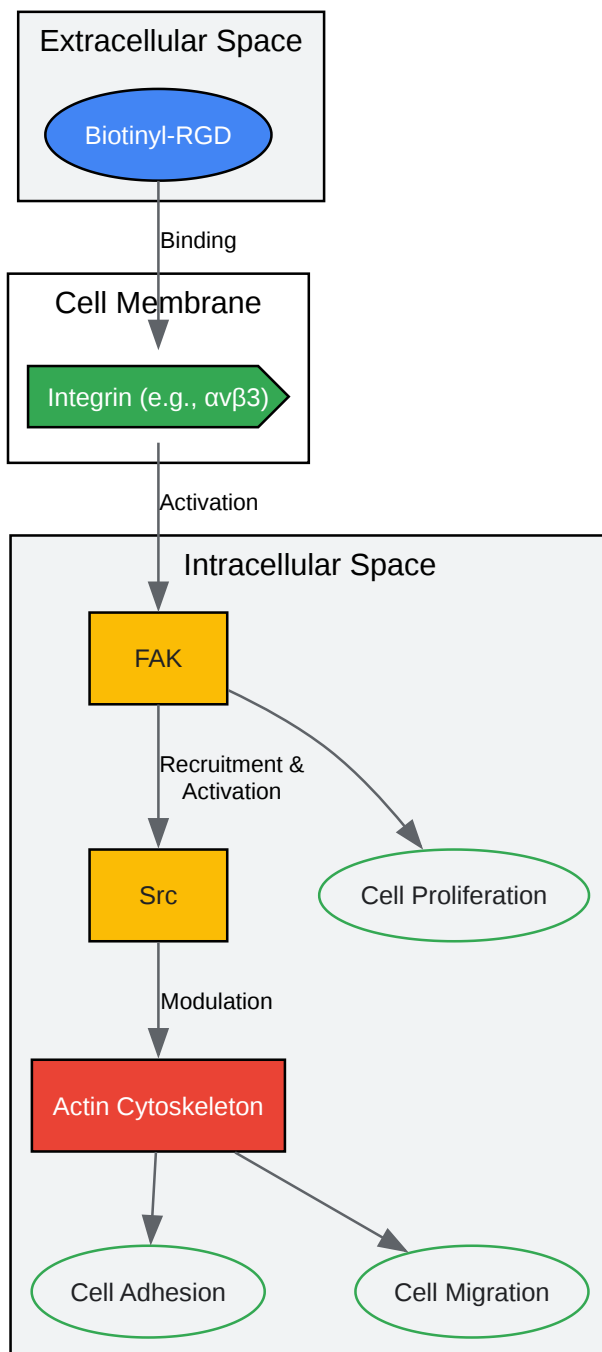 Extracellular Space
Biotinyl-RGD
Binding
Cell Membrane
Integrin (e.g., αvβ3)
Activation
Intracellular Space
FAK
Recruitment &
Activation
Src
Cell Proliferation
Modulation
Actin Cytoskeleton
Cell Adhesion
Cell Migration